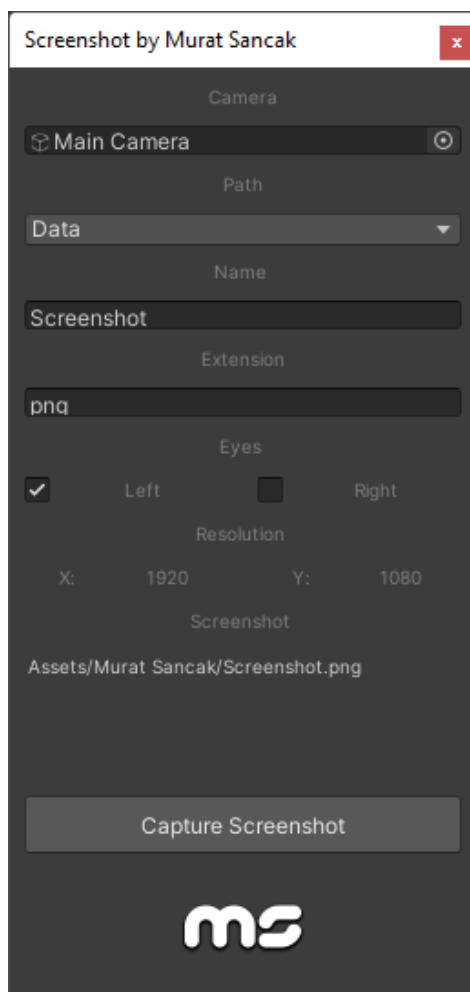 Screenshot by Murat Sancak
x
Camera
Main Camera
Path
Data
Name
Screenshot
Extension
png
Eyes
Left Right
Resolution
X: 1920 Y: 1080
Screenshot
Assets/Murat Sancak/Screenshot.png
Capture Screenshot
ms